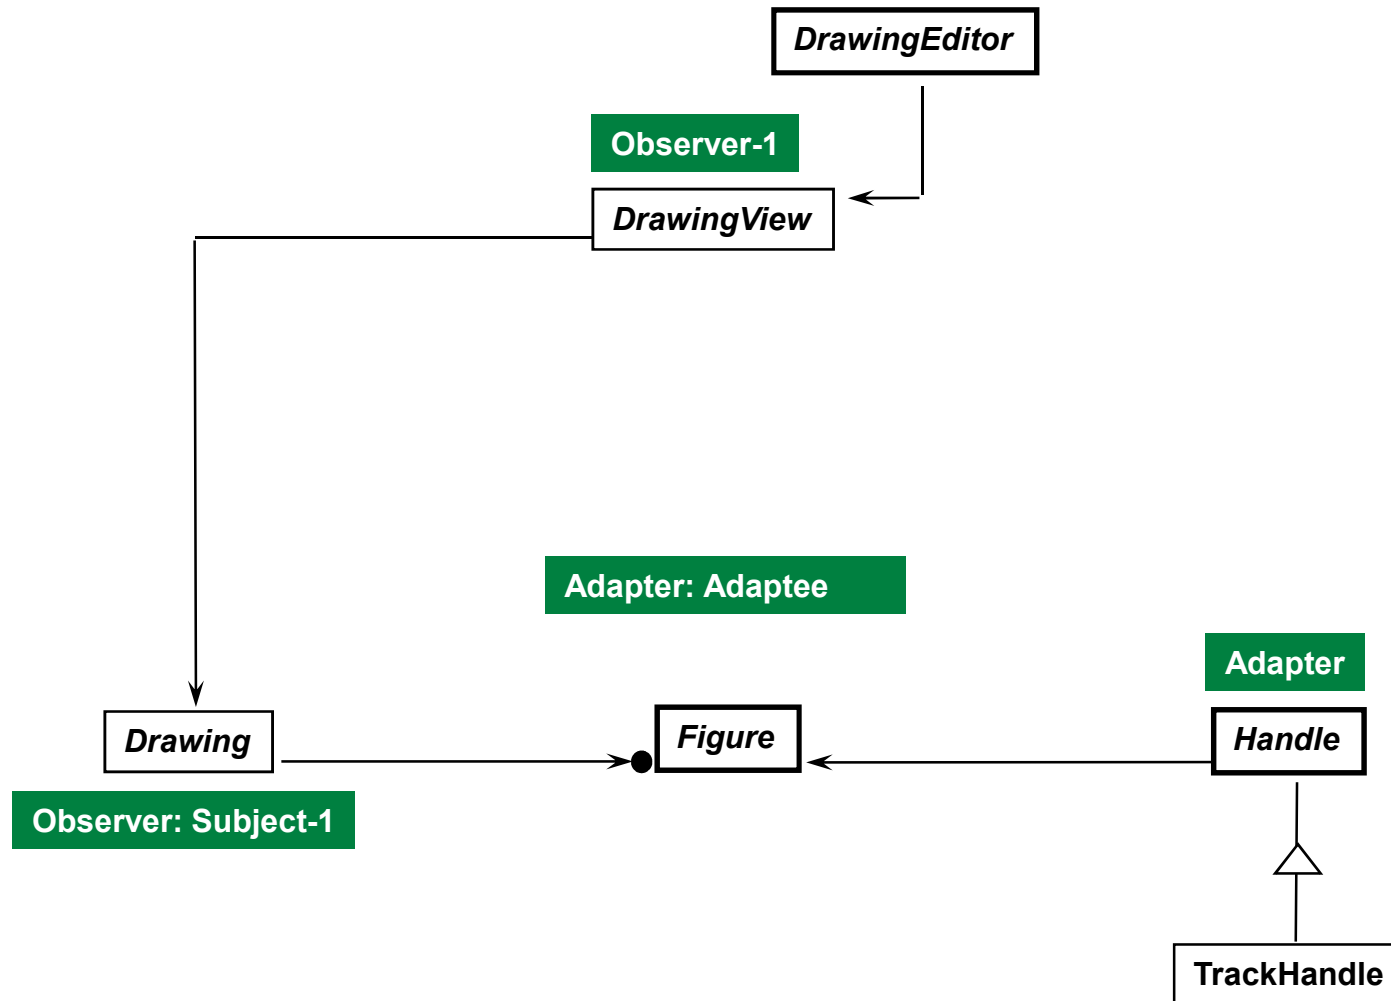 DrawingEditor
Observer-1
DrawingView
Adapter: Adaptee
Adapter
Drawing
Figure
Handle
Observer: Subject-1
TrackHandle